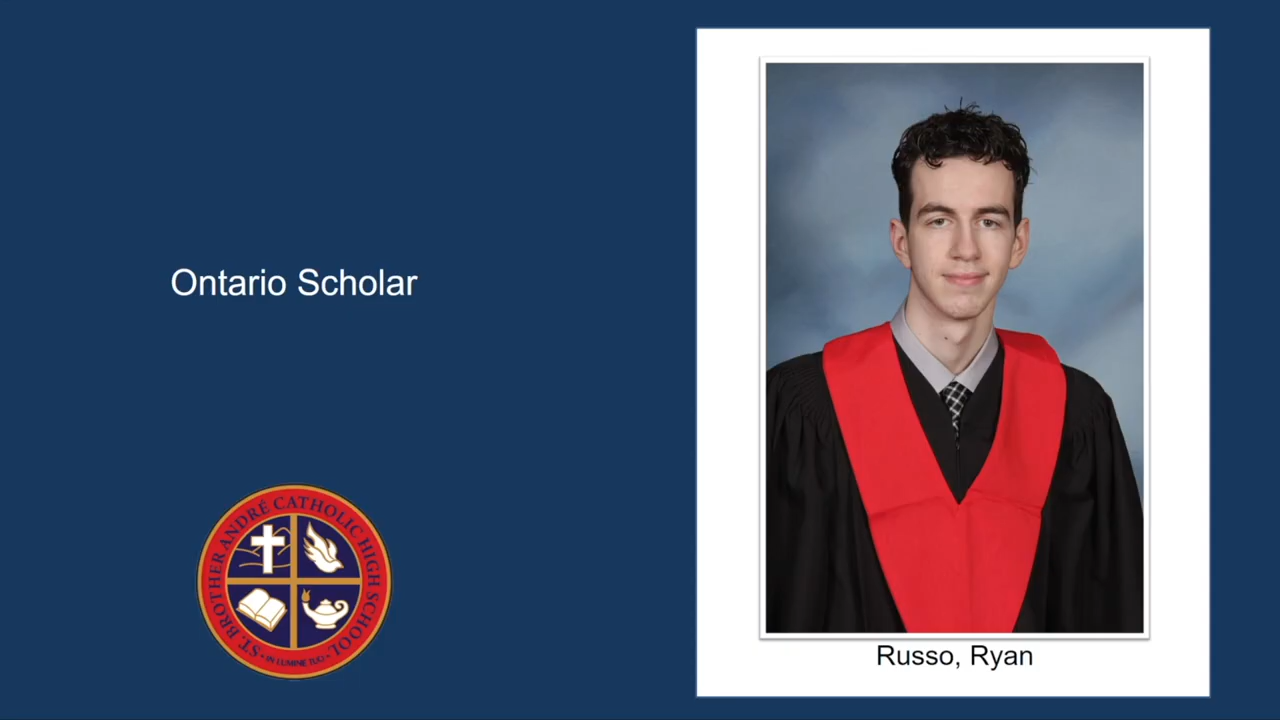 Ontario Scholar
ST. BROTHER ANDRÉ CATHOLIC HIGH SCHOOL
• IN LUMINE TUO •
Russo, Ryan